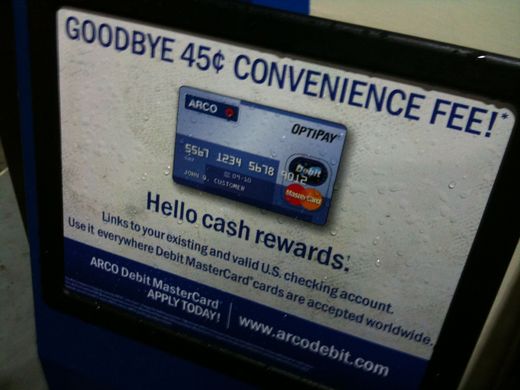 GOODBYE 45¢ CONVENIENCE FEE!*
ARCO
OPTIPAY
5567 1234 5678 9012
09-10
JOHN Q. CUSTOMER
Debit
MasterCard
Hello cash rewards.
Links to your existing and valid U.S. checking account.
Use it everywhere Debit MasterCard® cards are accepted worldwide.
ARCO Debit MasterCard
APPLY TODAY!
www.arcodebit.com